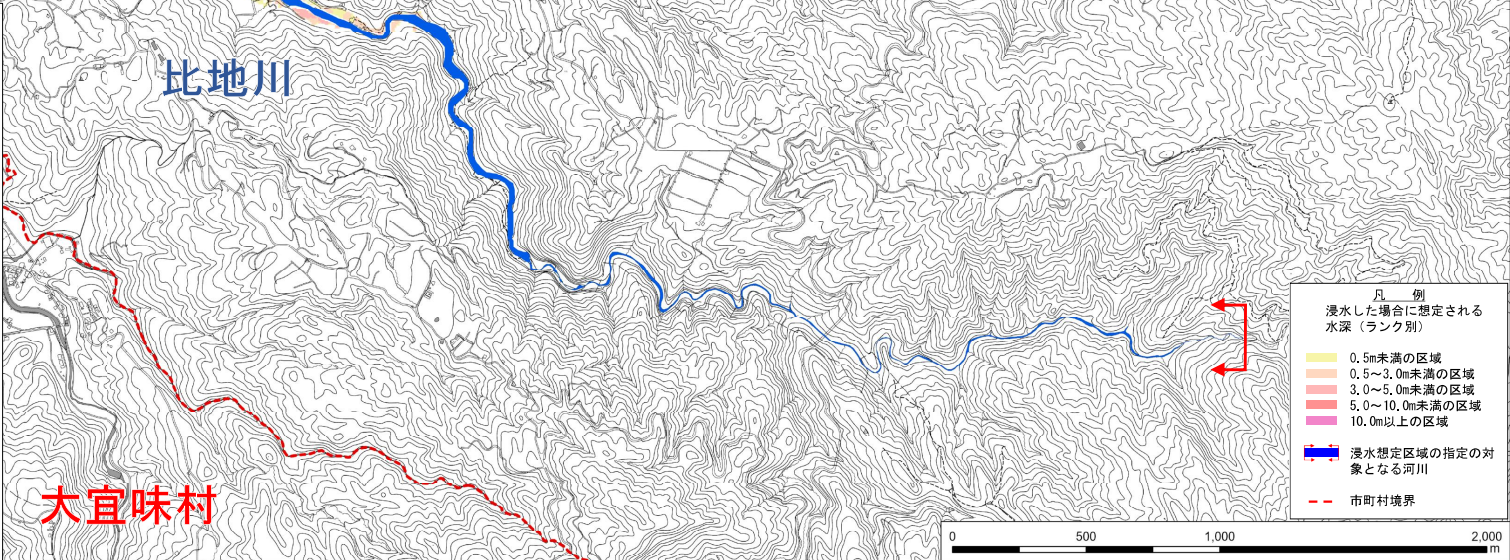 比地川
大宜味村
凡 例
浸水した場合に想定される
水深（ランク別）
0.5m未満の区域
0.5～3.0m未満の区域
3.0～5.0m未満の区域
5.0～10.0m未満の区域
10.0m以上の区域
浸水想定区域の指定の対
象となる河川
市町村境界
0 500 1,000 2,000
m